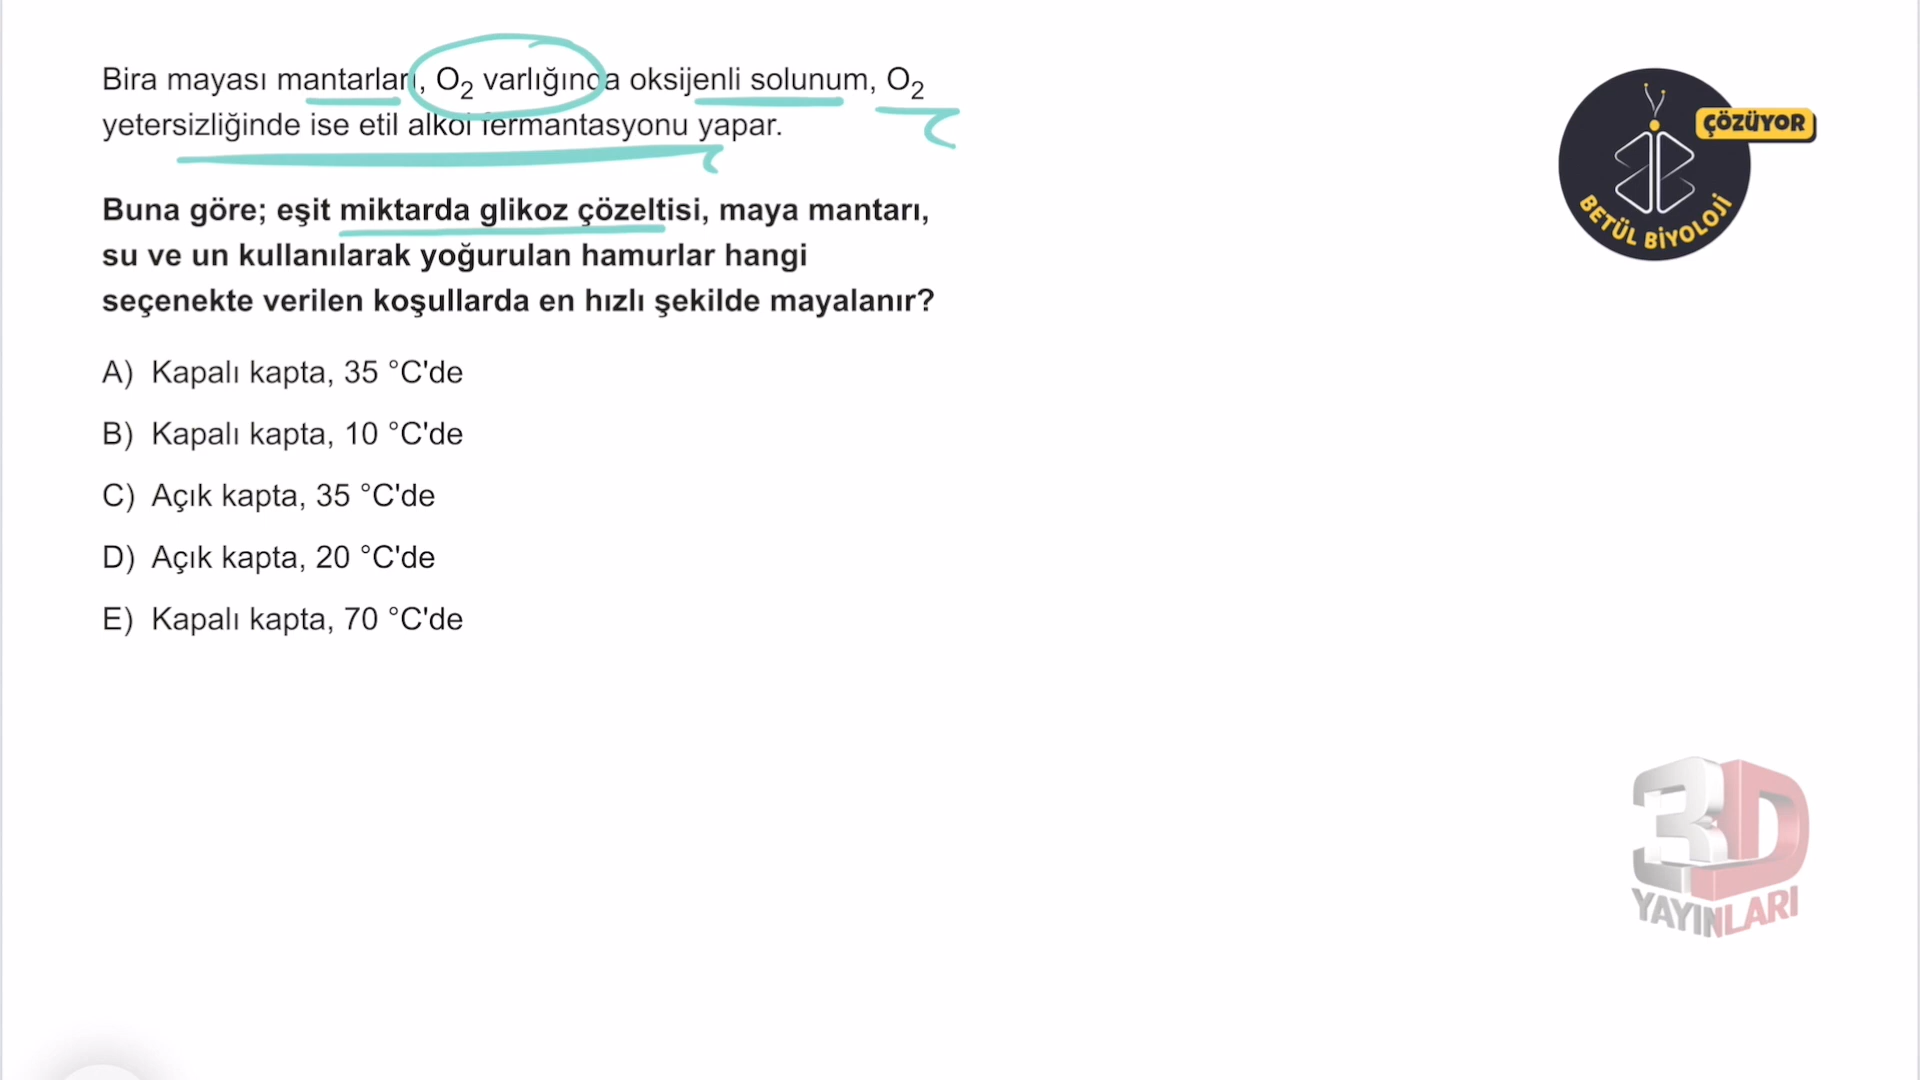 Bira mayası mantarları, O₂ varlığında oksijenli solunum, O₂
yetersizliğinde ise etil alkol fermantasyonu yapar.
Buna göre; eşit miktarda glikoz çözeltisi, maya mantarı,
su ve un kullanılarak yoğurulan hamurlar hangi
seçenekte verilen koşullarda en hızlı şekilde mayalanır?
A) Kapalı kapta, 35 °C'de
B) Kapalı kapta, 10 °C'de
C) Açık kapta, 35 °C'de
D) Açık kapta, 20 °C'de
E) Kapalı kapta, 70 °C'de
ÇÖZÜYOR
BETÜL BİYOLOJİ
3D
YAYINLARI